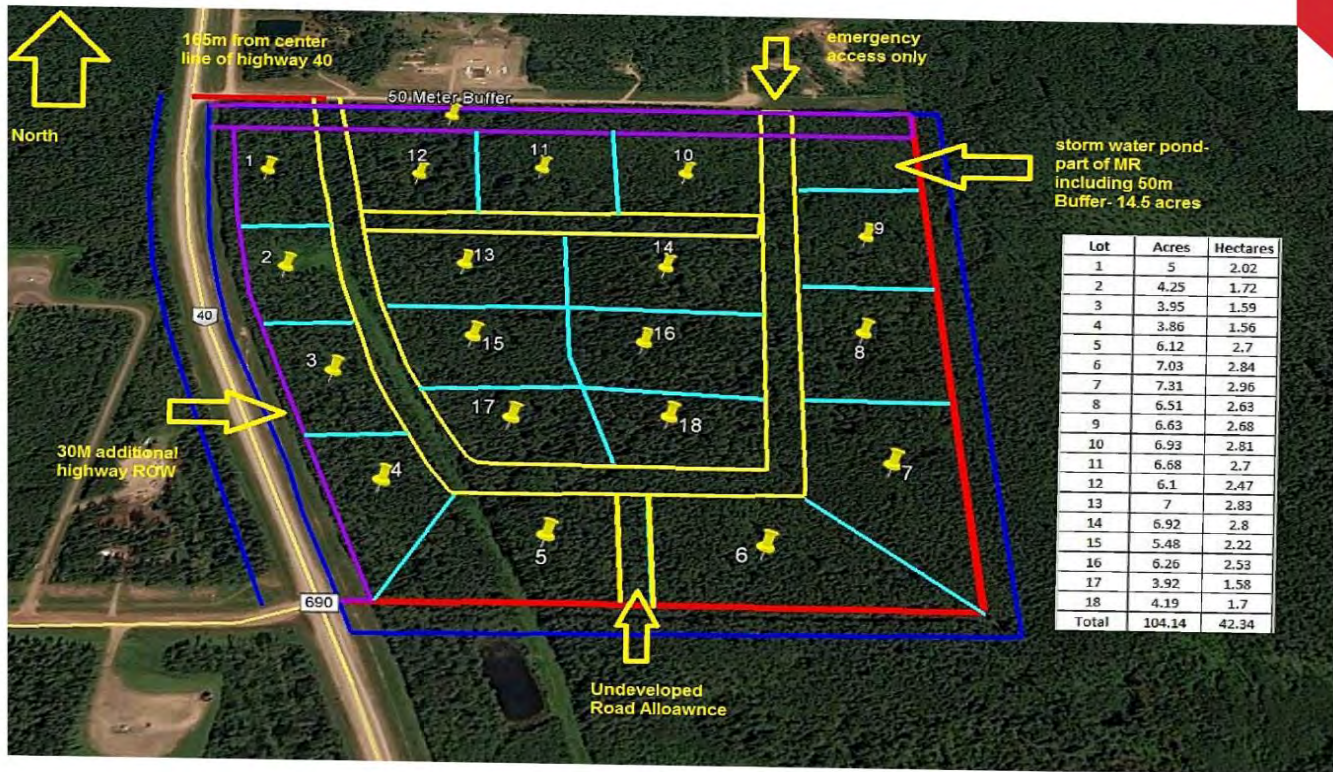 165m from center
line of highway 40
emergency
access only
North
50 Meter Buffer
storm water pond-
part of MR
including 50m
Buffer- 14.5 acres
1
12
11
10
2
13
14
9
40
3
15
16
8
17
18
30M additional
highway ROW
4
7
5
6
690
Undeveloped
Road Alloawnce
Lot Acres Hectares
1 5 2.02
2 4.25 1.72
3 3.95 1.59
4 3.86 1.56
5 6.12 2.7
6 7.03 2.84
7 7.31 2.96
8 6.51 2.63
9 6.63 2.68
10 6.93 2.81
11 6.68 2.7
12 6.1 2.47
13 7 2.83
14 6.92 2.8
15 5.48 2.22
16 6.26 2.53
17 3.92 1.58
18 4.19 1.7
Total 104.14 42.34